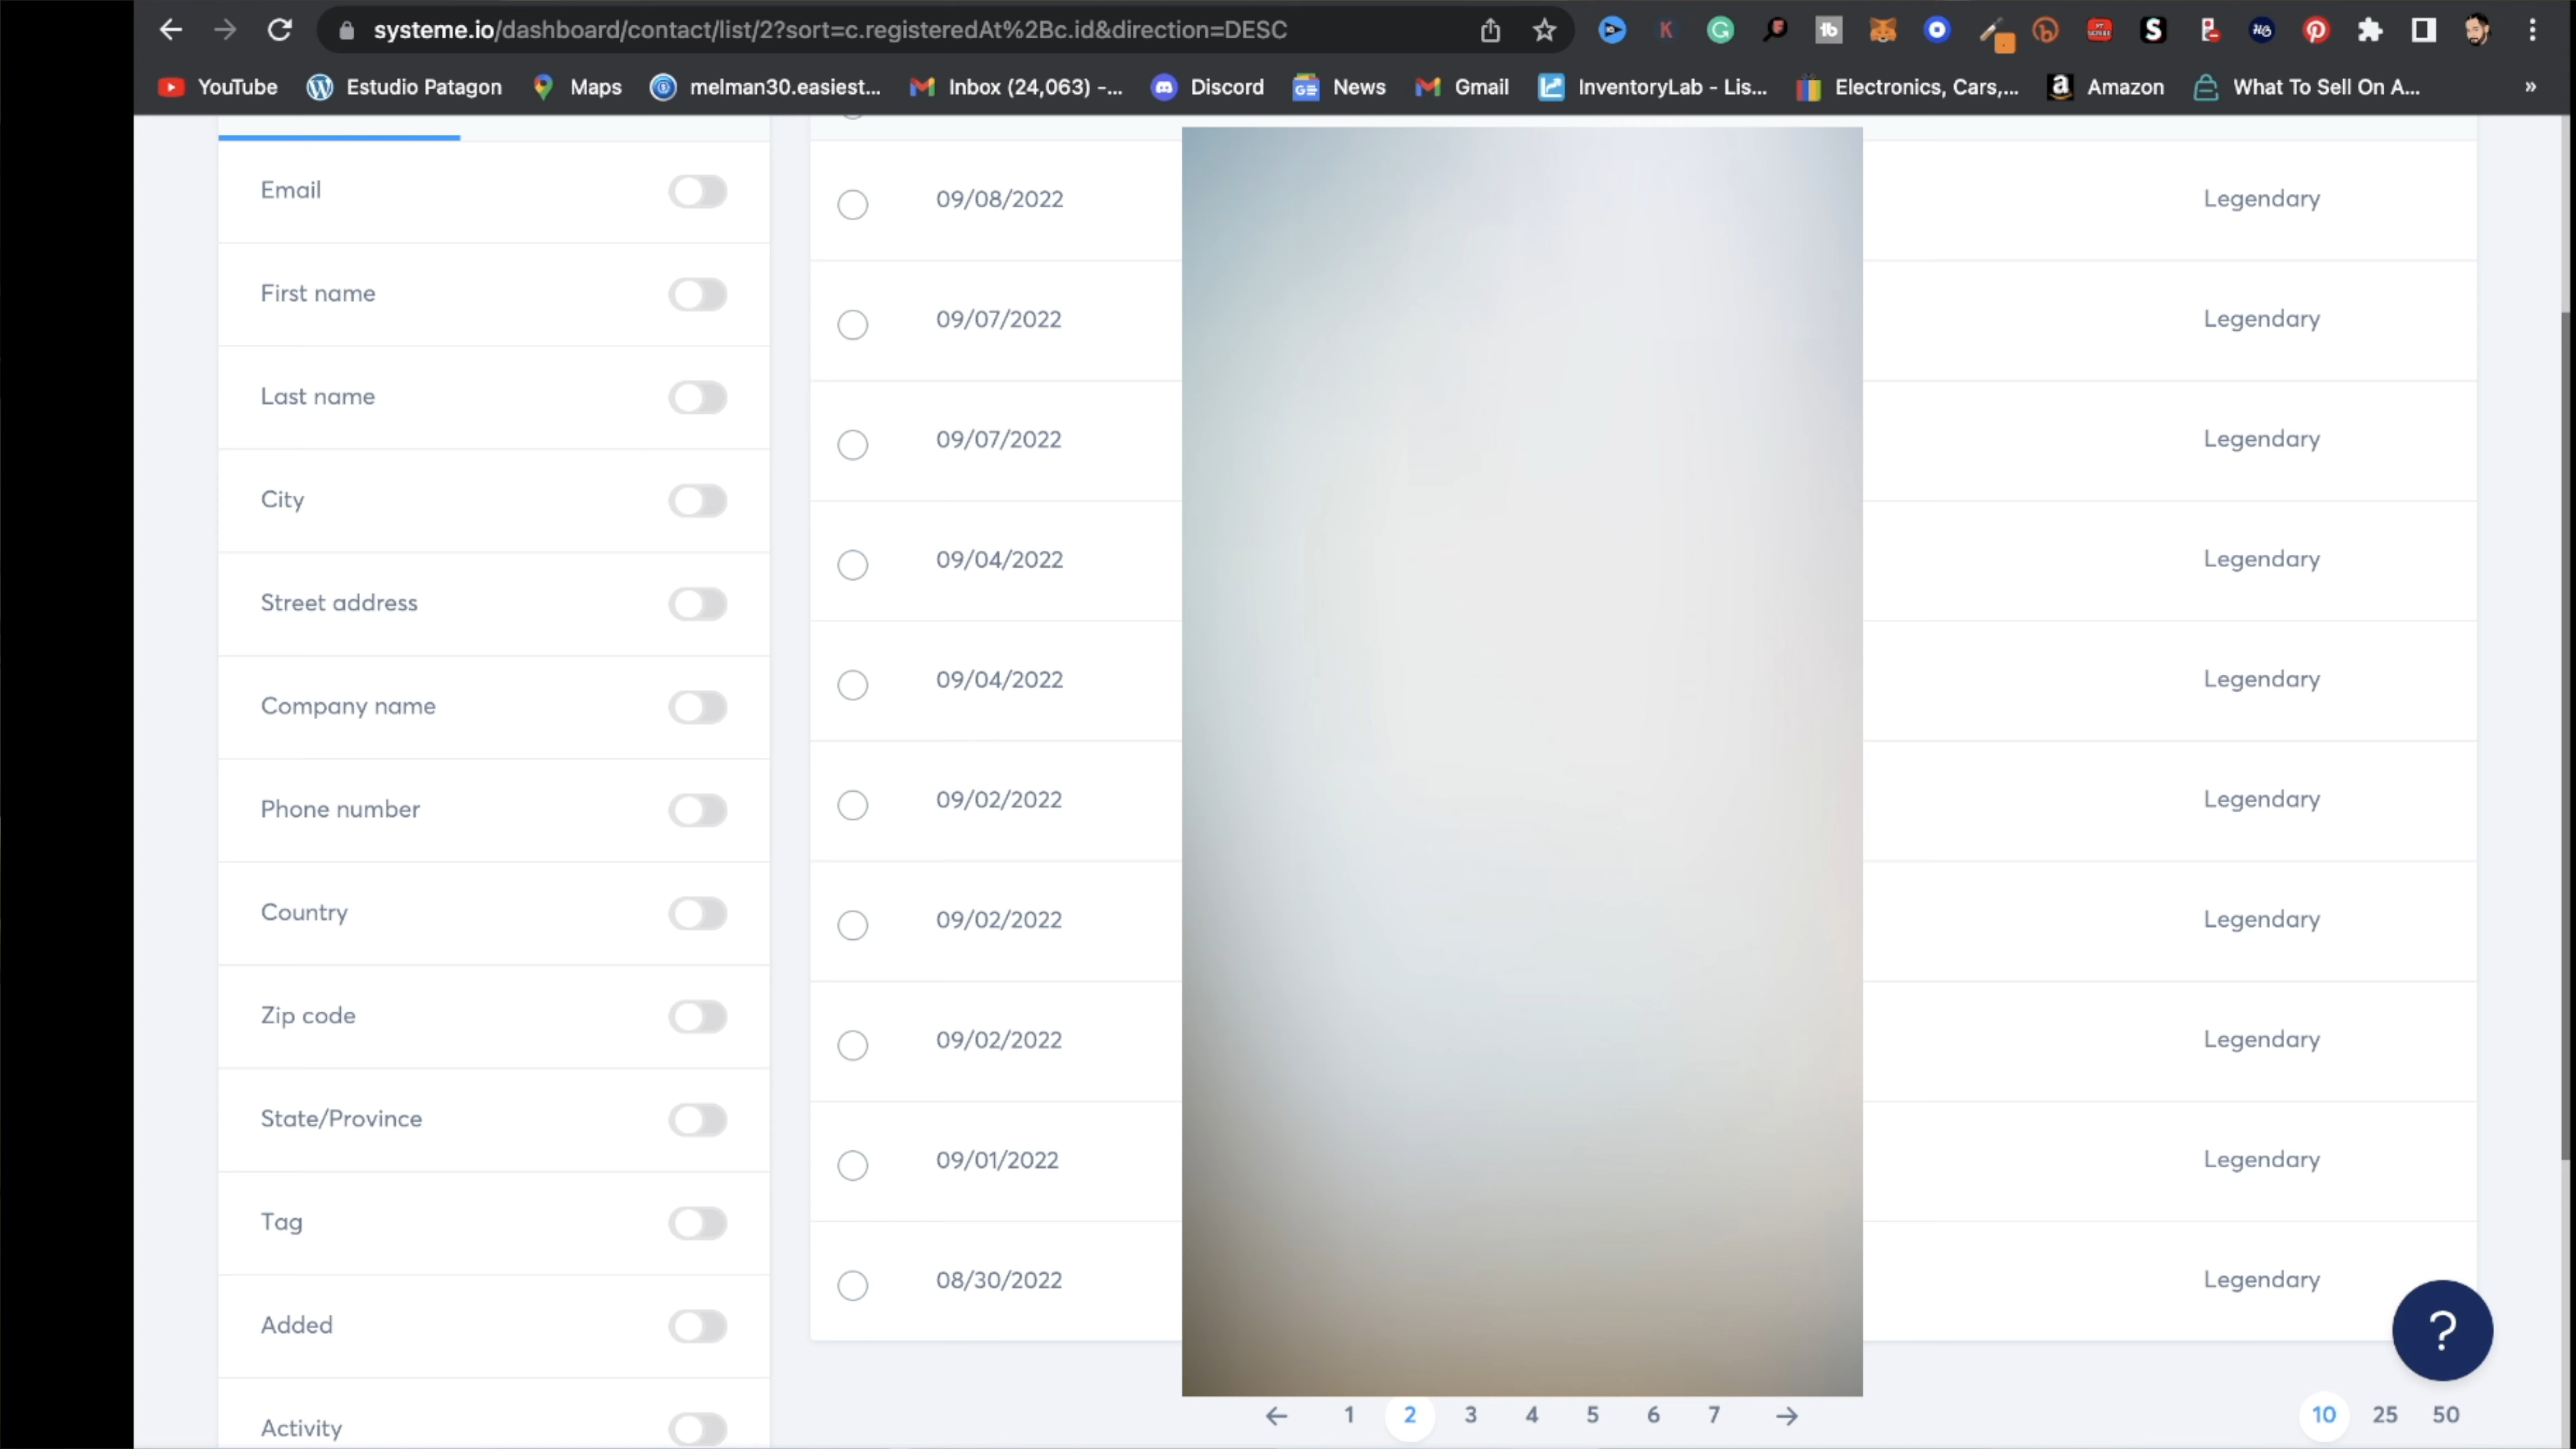 systeme.io/dashboard/contact/list/2?sort=c.registeredAt%2Bc.id&direction=DESC
YouTube Estudio Patagon Maps melman30.easiest... Inbox (24,063) -... Discord News Gmail InventoryLab - Lis... Electronics, Cars,... Amazon What To Sell On A... »
Email
First name
Last name
City
Street address
Company name
Phone number
Country
Zip code
State/Province
Tag
Added
Activity
09/08/2022 Legendary
09/07/2022 Legendary
09/07/2022 Legendary
09/04/2022 Legendary
09/04/2022 Legendary
09/02/2022 Legendary
09/02/2022 Legendary
09/02/2022 Legendary
09/01/2022 Legendary
08/30/2022 Legendary
?
← 1 2 3 4 5 6 7 → 10 25 50